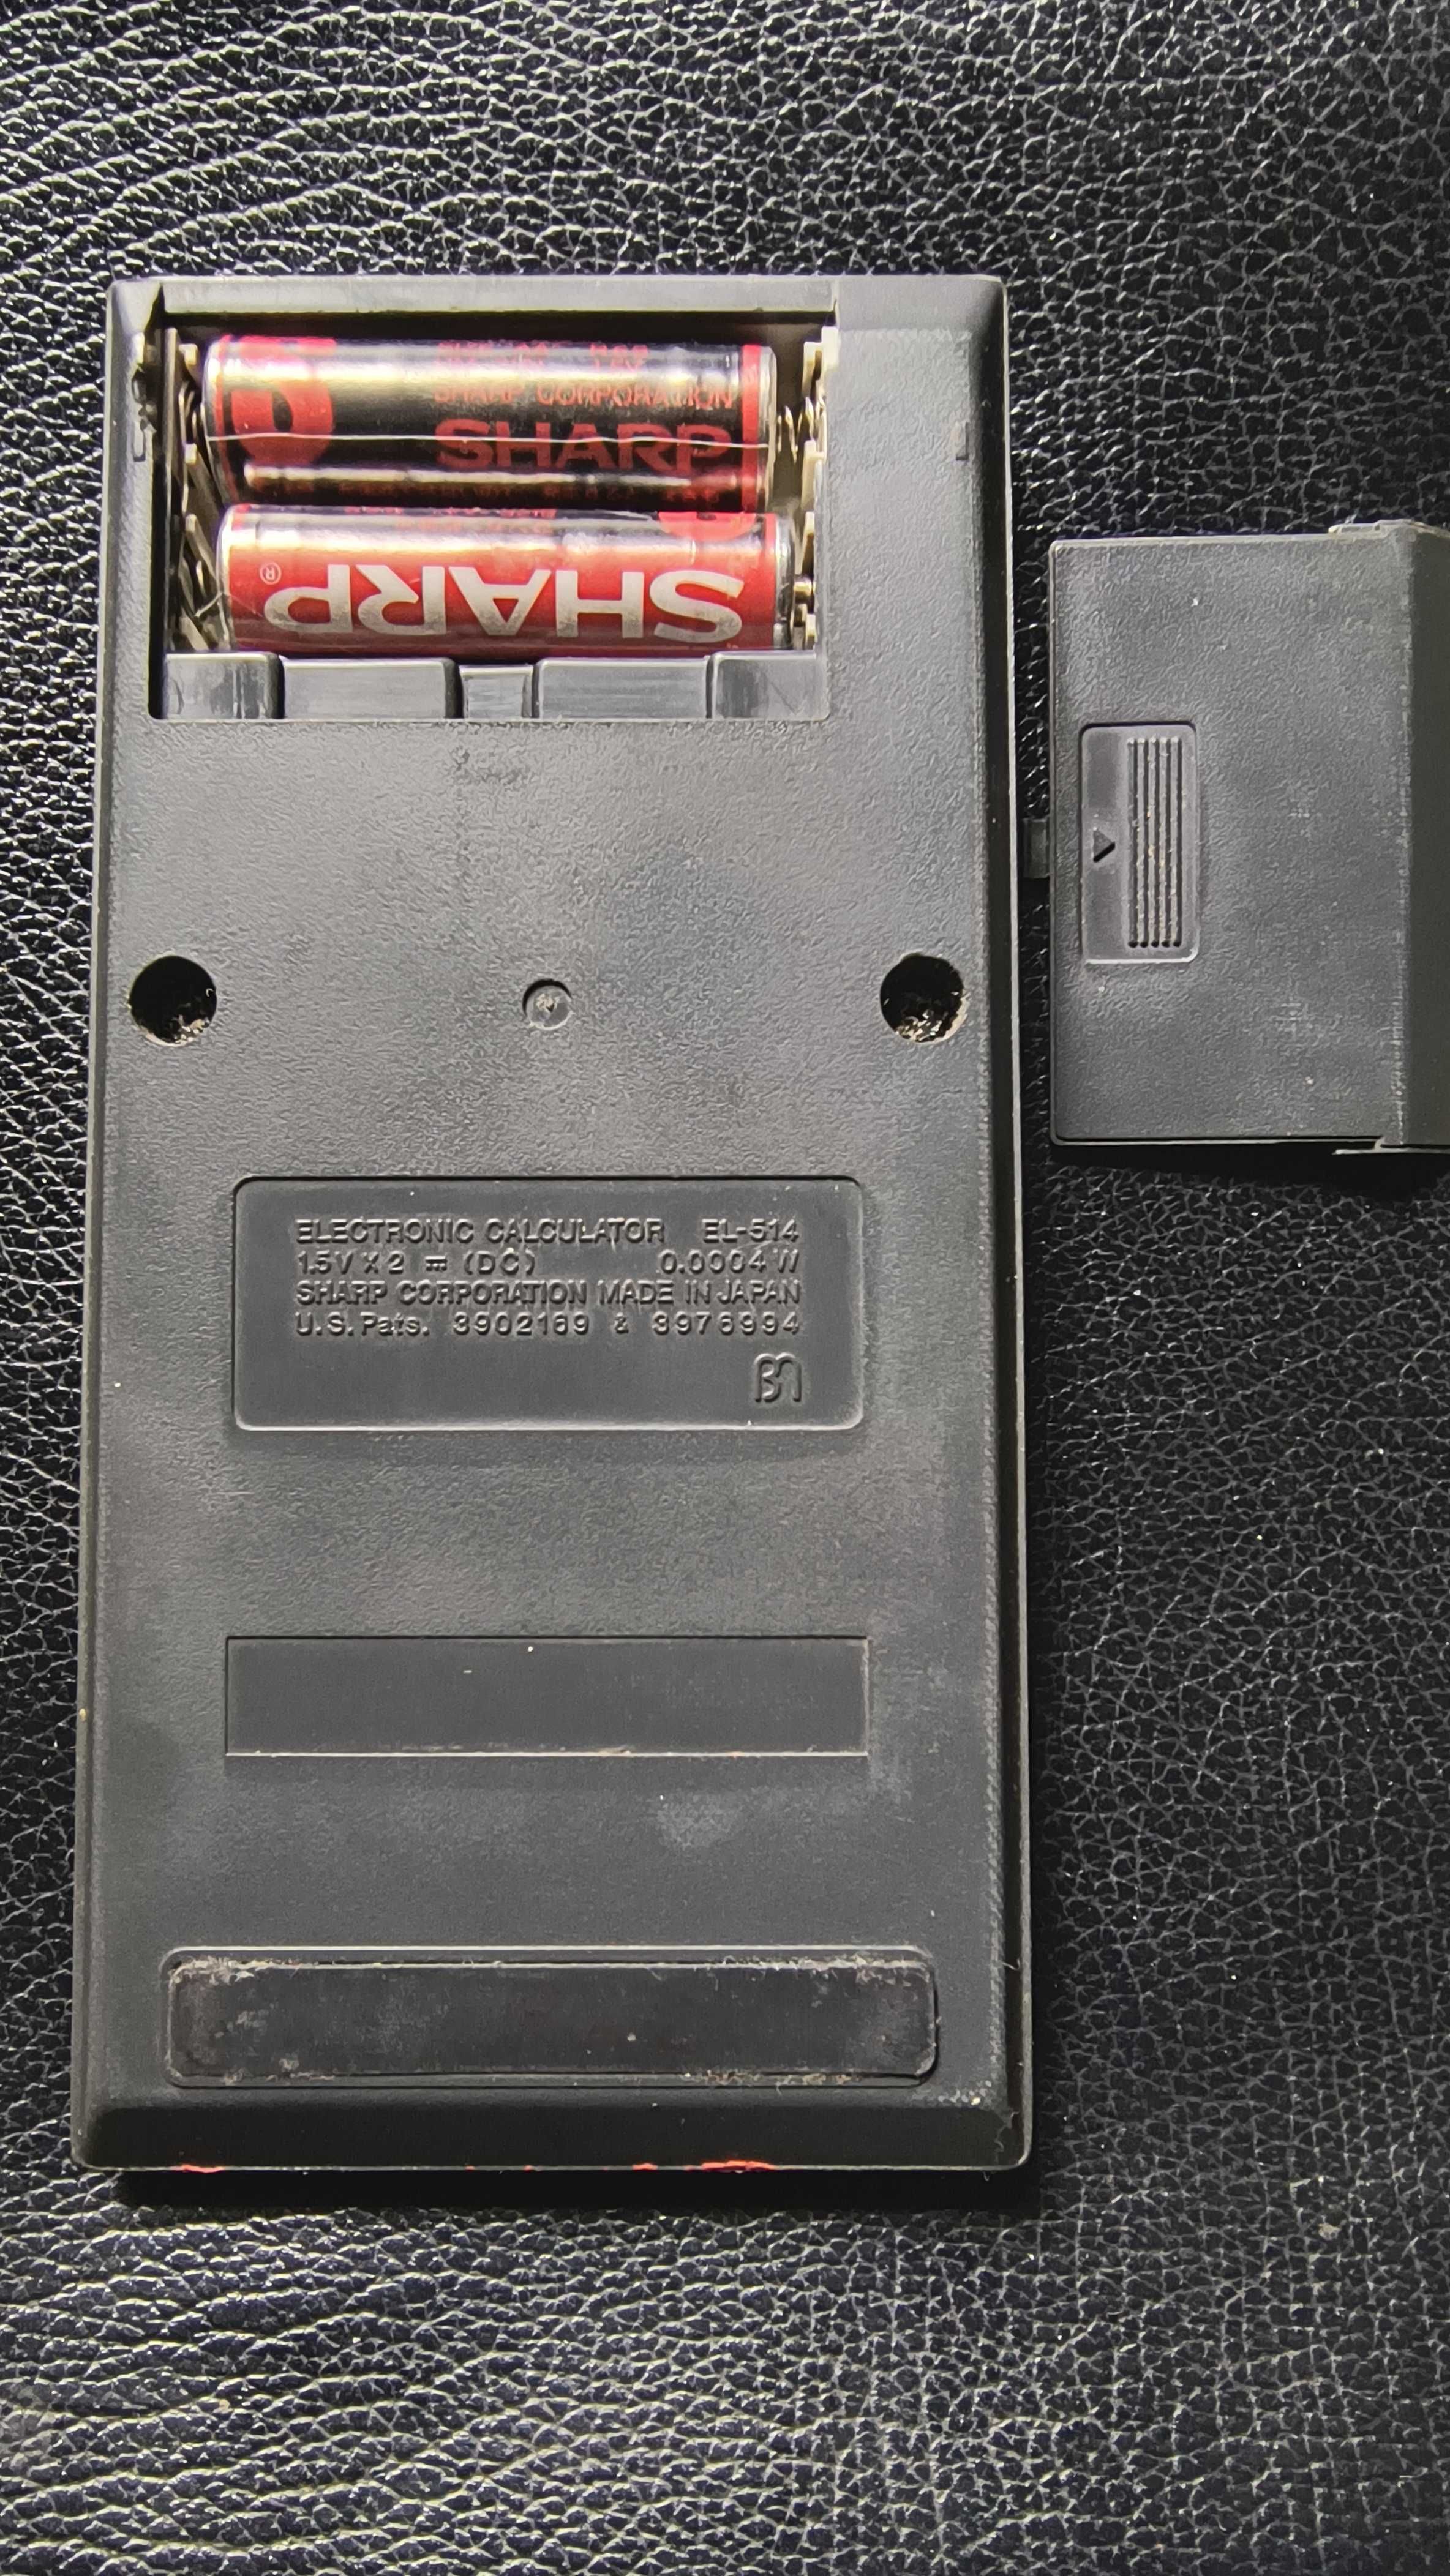 SHARP CORPORATION
SHARP
SHARP®
ELECTRONIC CALCULATOR EL-514
1.5V X 2 ⎓ (DC) 0.0004 W
SHARP CORPORATION MADE IN JAPAN
U.S. Pats. 3902169 & 3976994